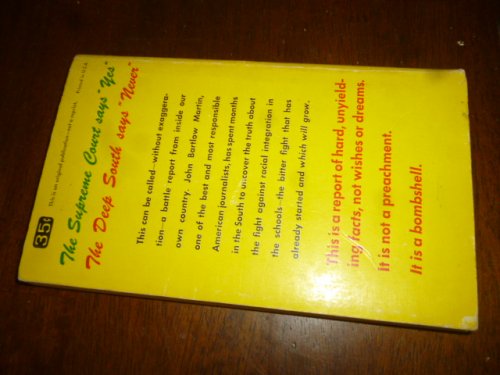 35¢
This is an original publication—not a reprint.
Printed in U.S.A.
The Supreme Court says "Yes"
The Deep South says "Never"
This can be called—without exaggera-
tion—a battle report from inside our
own country. John Bartlow Martin,
one of the best and most responsible
American journalists, has spent months
in the South to uncover the truth about
the fight against racial integration in
the schools—the bitter fight that has
already started and which will grow.
This is a report of hard, unyield-
ing facts, not wishes or dreams.
It is not a preachment.
It is a bombshell.